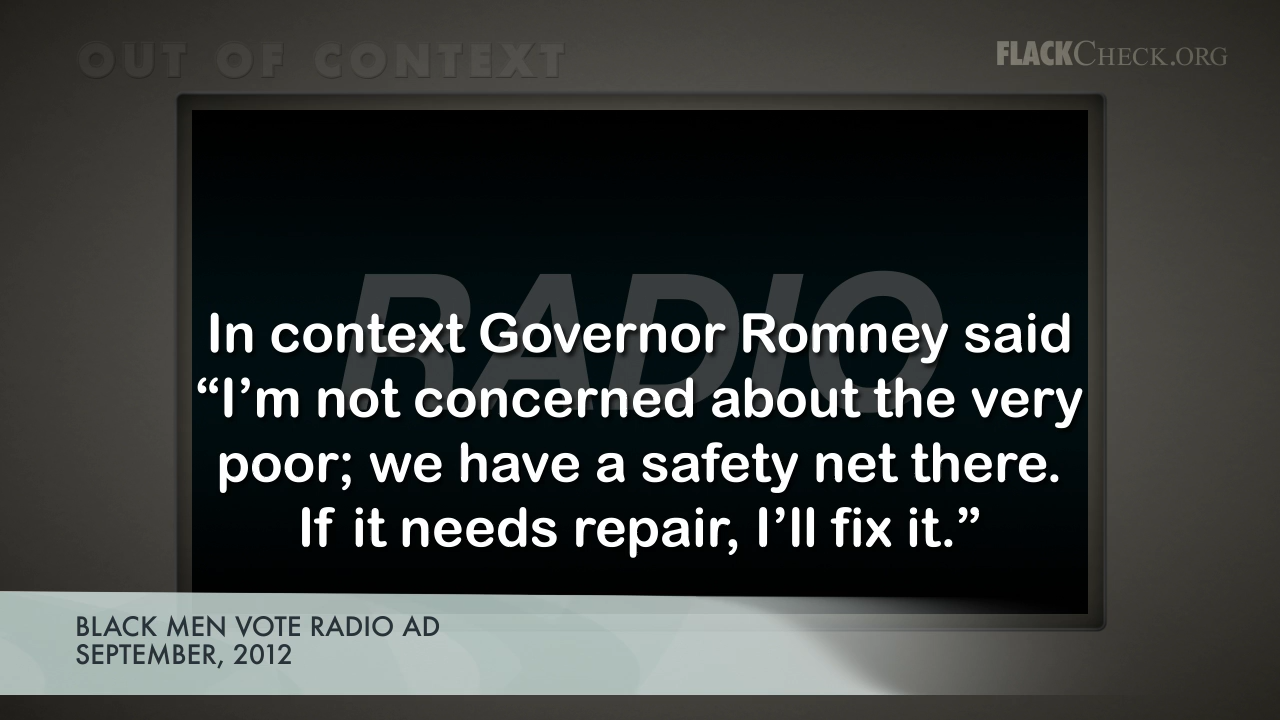 OUT OF CONTEXT
FLACKCHECK.ORG
RADIO
In context Governor Romney said
“I’m not concerned about the very
poor; we have a safety net there.
If it needs repair, I’ll fix it.”
BLACK MEN VOTE RADIO AD
SEPTEMBER, 2012